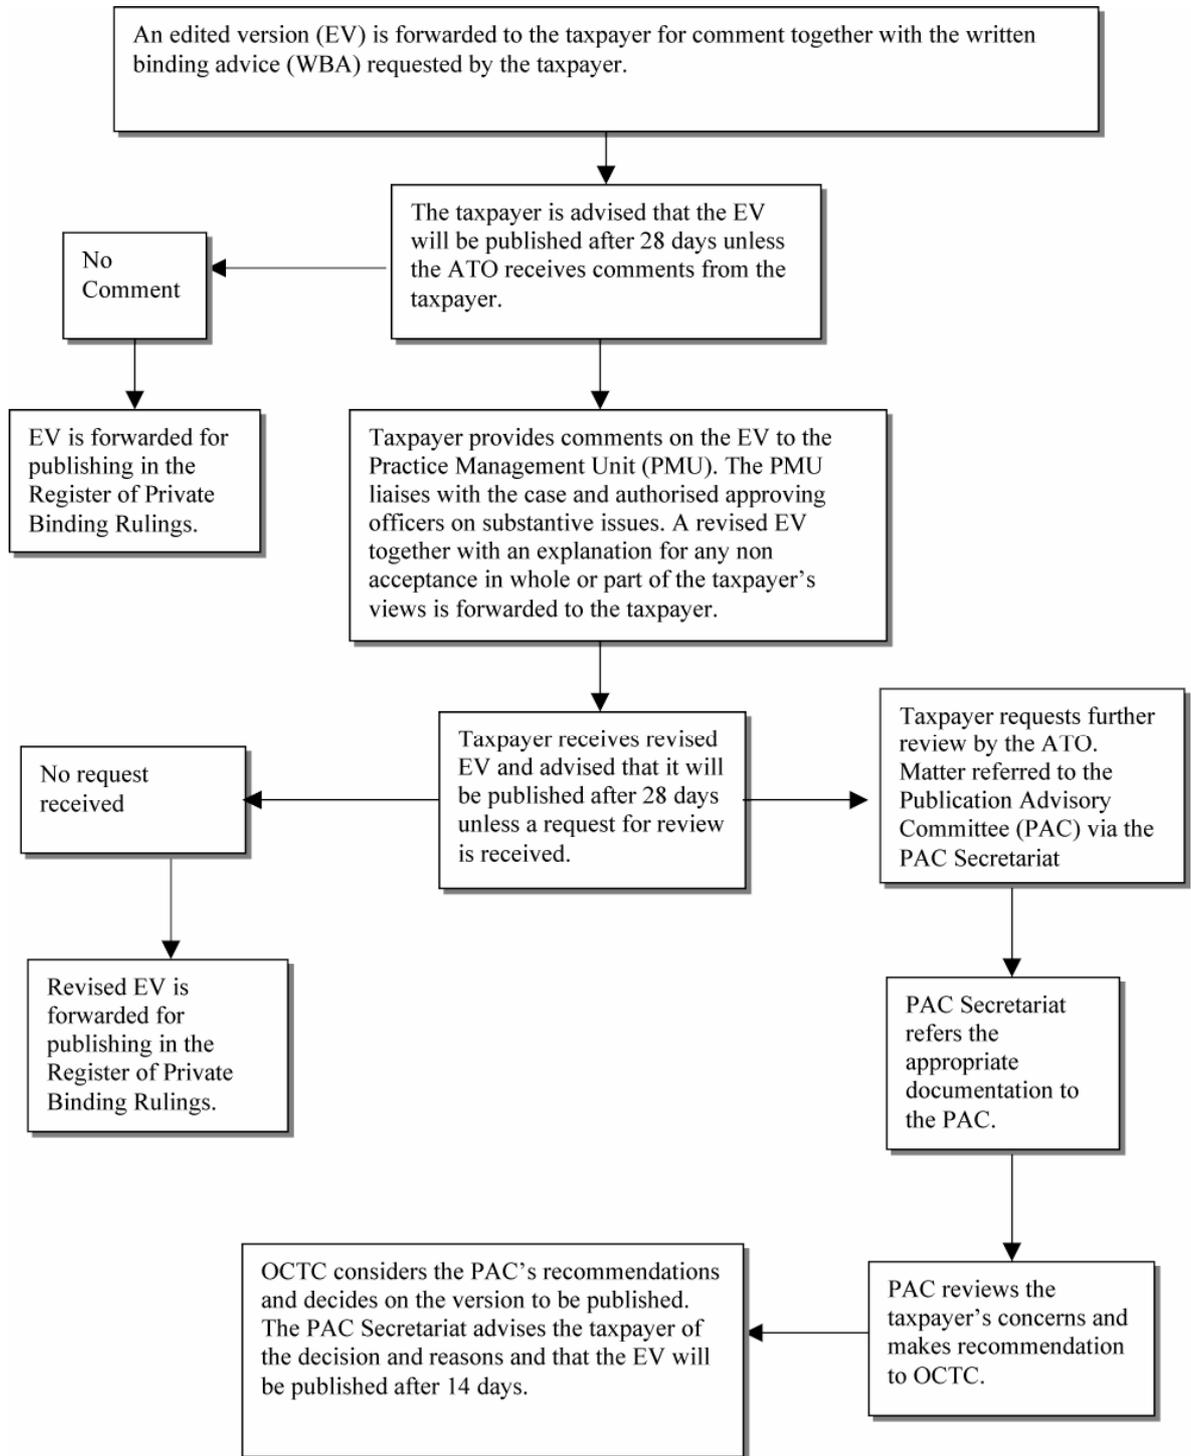 An edited version (EV) is forwarded to the taxpayer for comment together with the written
binding advice (WBA) requested by the taxpayer.
The taxpayer is advised that the EV
will be published after 28 days unless
the ATO receives comments from the
taxpayer.
No
Comment
EV is forwarded for
publishing in the
Register of Private
Binding Rulings.
Taxpayer provides comments on the EV to the
Practice Management Unit (PMU). The PMU
liaises with the case and authorised approving
officers on substantive issues. A revised EV
together with an explanation for any non
acceptance in whole or part of the taxpayer's
views is forwarded to the taxpayer.
Taxpayer receives revised
EV and advised that it will
be published after 28 days
unless a request for review
is received.
No request
received
Revised EV is
forwarded for
publishing in the
Register of Private
Binding Rulings.
Taxpayer requests further
review by the ATO.
Matter referred to the
Publication Advisory
Committee (PAC) via the
PAC Secretariat
PAC Secretariat
refers the
appropriate
documentation to
the PAC.
PAC reviews the
taxpayer's concerns and
makes recommendation
to OCTC.
OCTC considers the PAC's recommendations
and decides on the version to be published.
The PAC Secretariat advises the taxpayer of
the decision and reasons and that the EV will
be published after 14 days.